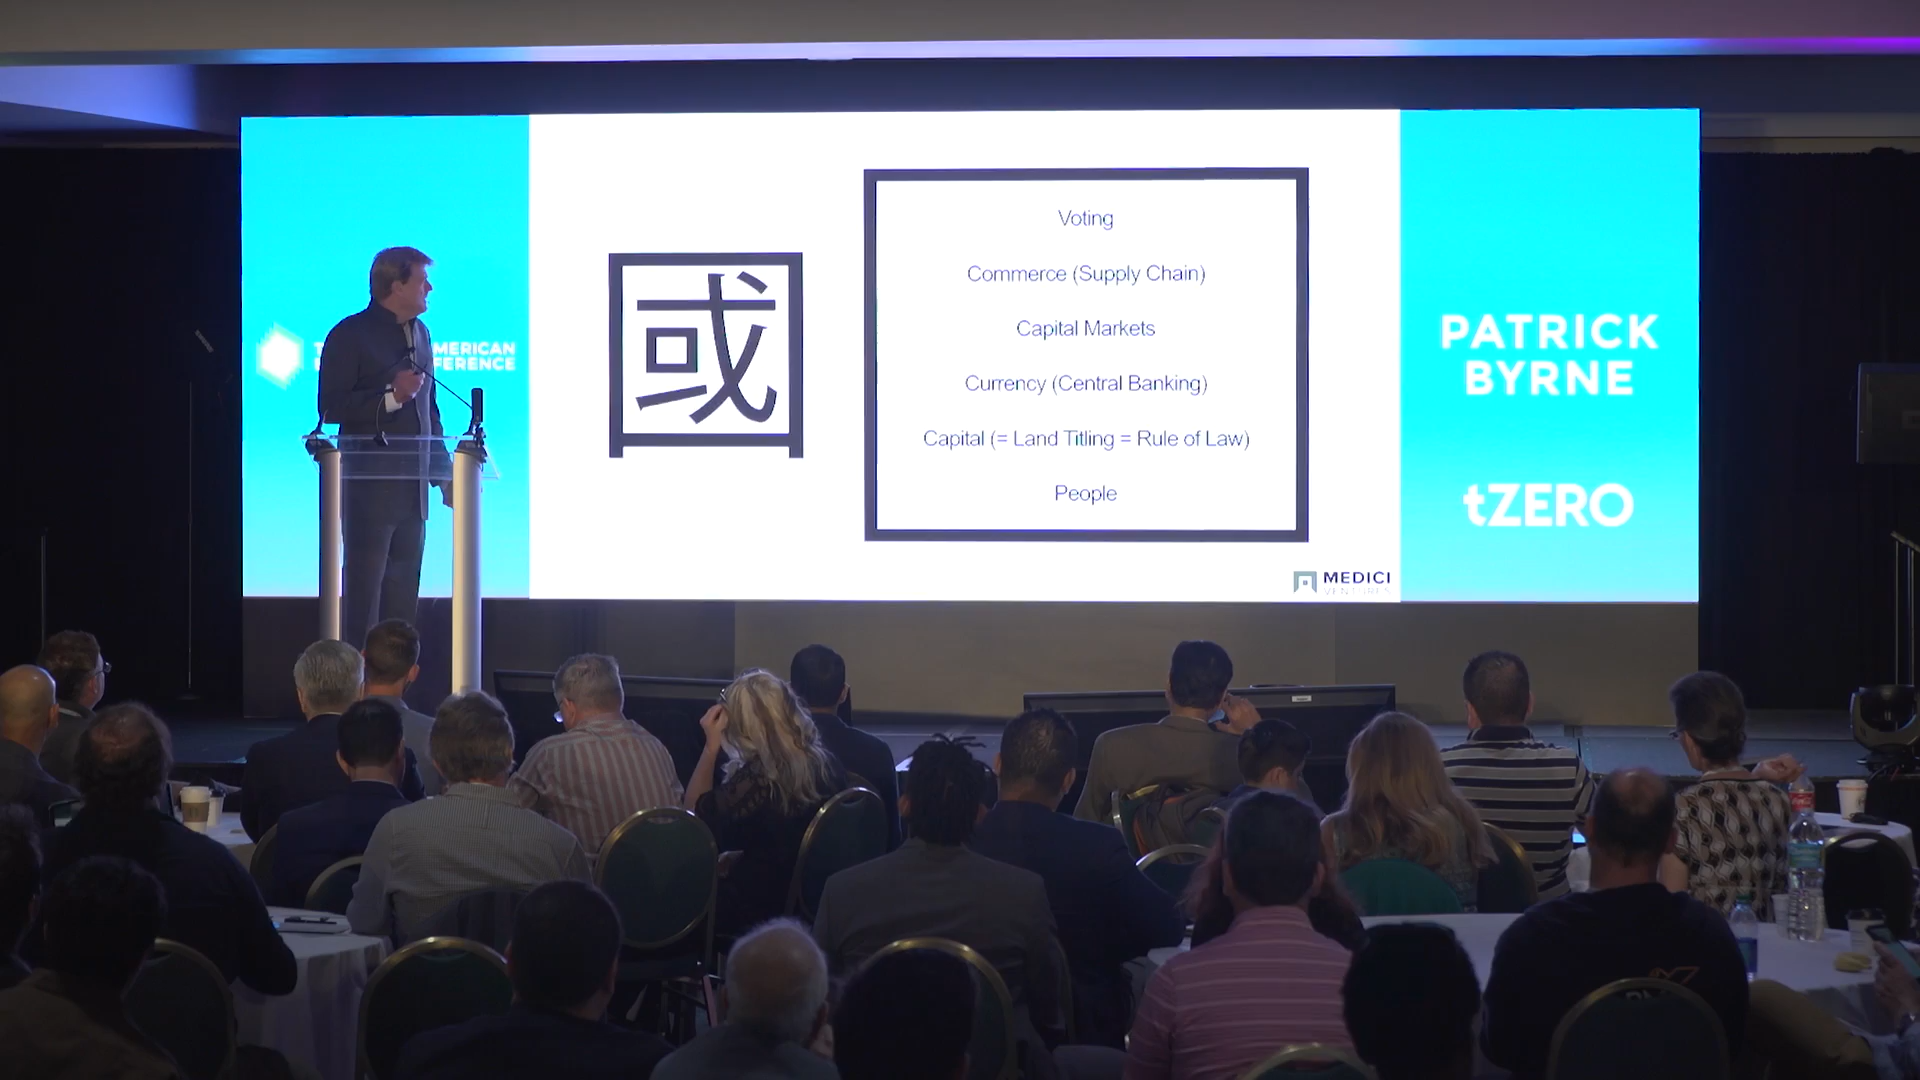 MERICAN
FERENCE
國
Voting
Commerce (Supply Chain)
Capital Markets
Currency (Central Banking)
Capital (= Land Titling = Rule of Law)
People
MEDICI
VENTURES
PATRICK
BYRNE
tZERO